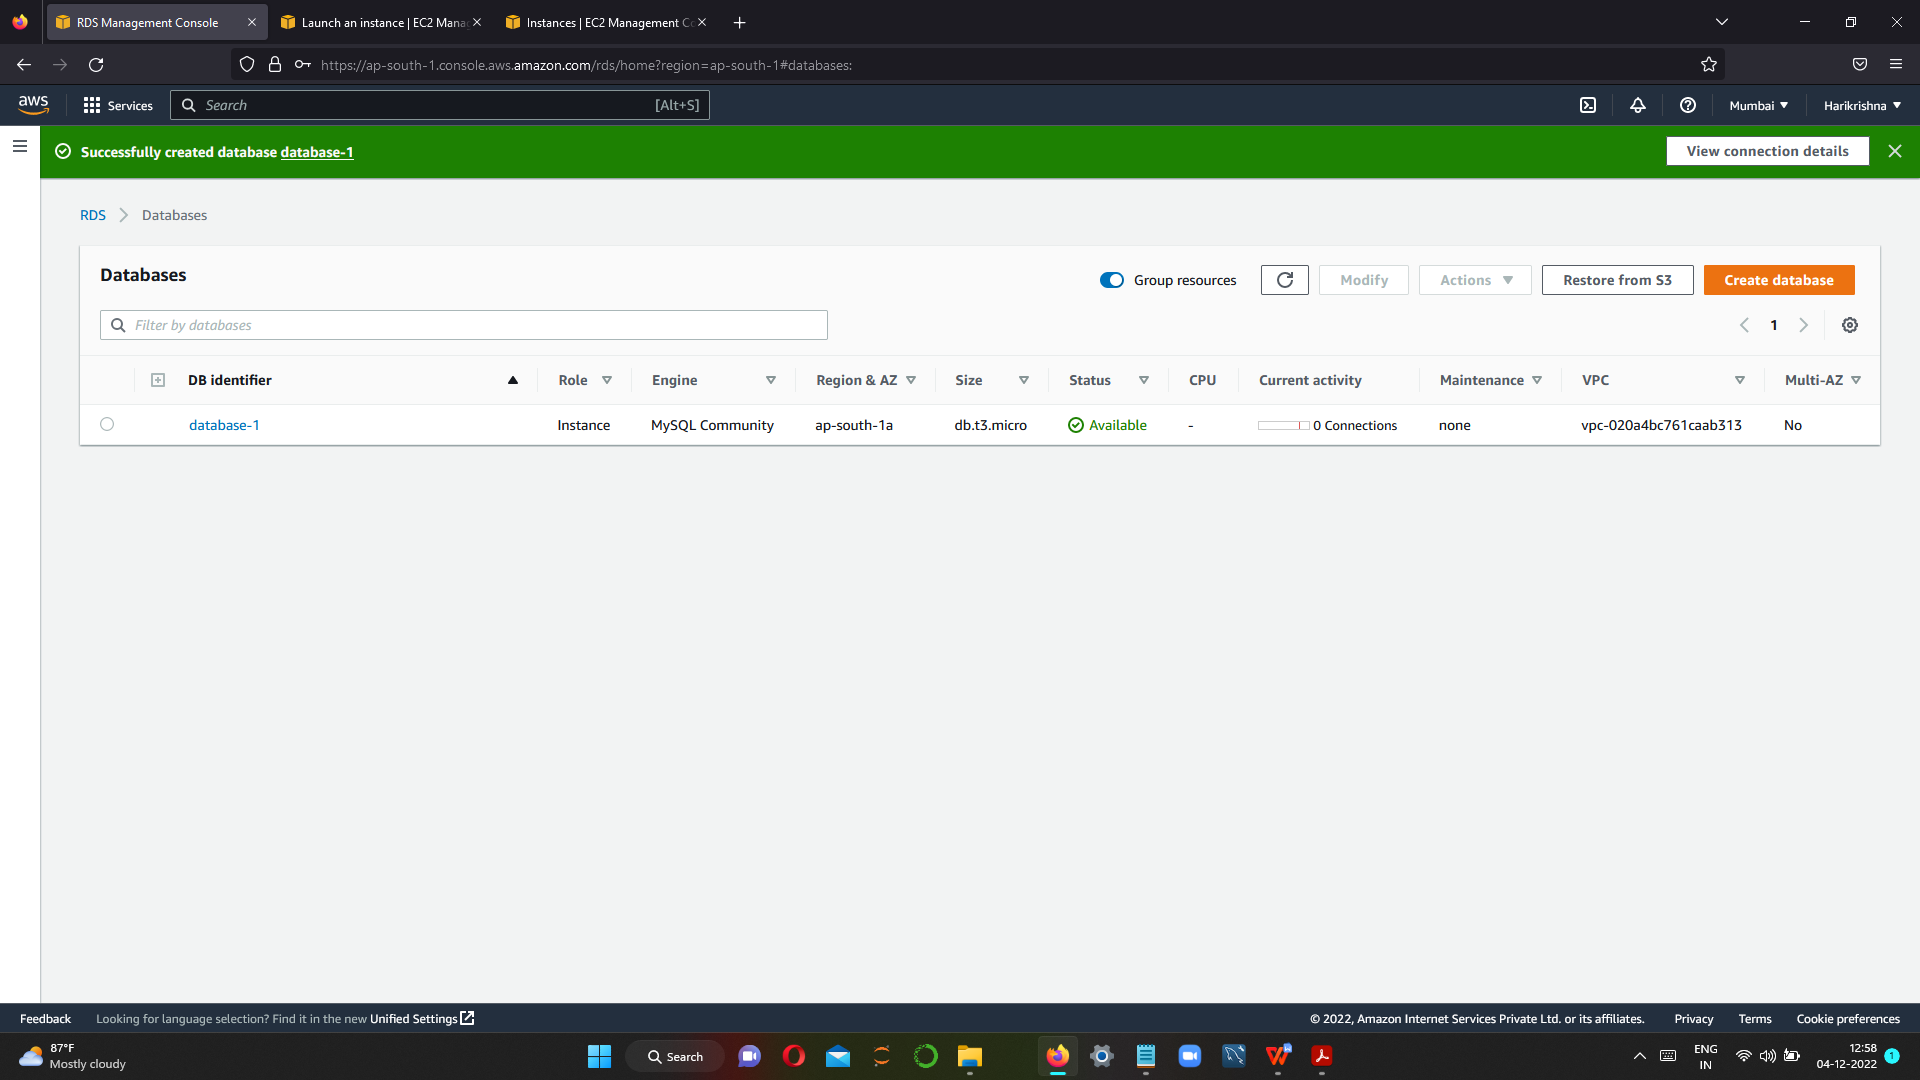 RDS Management Console
Launch an instance | EC2 Mana
Instances | EC2 Management Co
https://ap-south-1.console.aws.amazon.com/rds/home?region=ap-south-1#databases:
aws
Services
Search
[Alt+S]
Mumbai
Harikrishna
Successfully created database database-1
View connection details
RDS
Databases
Databases
Group resources
Modify
Actions
Restore from S3
Create database
Filter by databases
1
DB identifier
Role
Engine
Region & AZ
Size
Status
CPU
Current activity
Maintenance
VPC
Multi-AZ
database-1
Instance
MySQL Community
ap-south-1a
db.t3.micro
Available
-
0 Connections
none
vpc-020a4bc761caab313
No
Feedback
Looking for language selection? Find it in the new Unified Settings
© 2022, Amazon Internet Services Private Ltd. or its affiliates.
Privacy
Terms
Cookie preferences
87°F
Mostly cloudy
Search
ENG
IN
12:58
04-12-2022
1